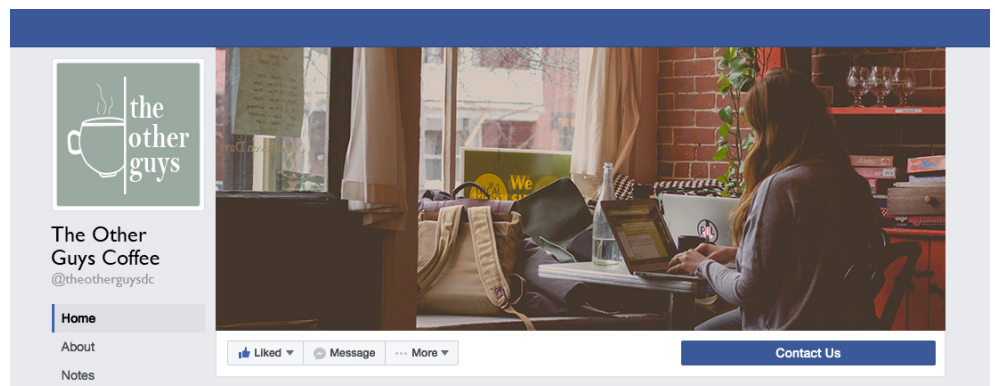 the
other
guys
The Other
Guys Coffee
@theotherguysdc
Home
About
Notes
We
Liked
Message
More
Contact Us